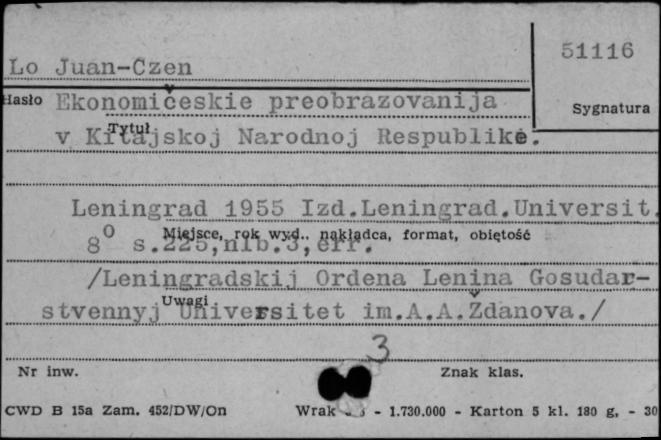 51116
Lo Juan-Czen
Hasło Ekonomičeskie preobrazovanija
Sygnatura
Tytuł
v Kitajskoj Narodnoj Respublike.
Leningrad 1955 Izd.Leningrad.Universit.
Miejsce, rok wyd., nakładca, format, objętość
8⁰ s.225,nlb.3,err.
/Leningradskij Ordena Lenina Gosudar-
Uwagi
stvennyj Universitet im.A.A.Ždanova./
3
Nr inw.
Znak klas.
CWD B 15a Zam. 452/DW/On Wrak - 1.730.000 - Karton 5 kl. 180 g, - 30